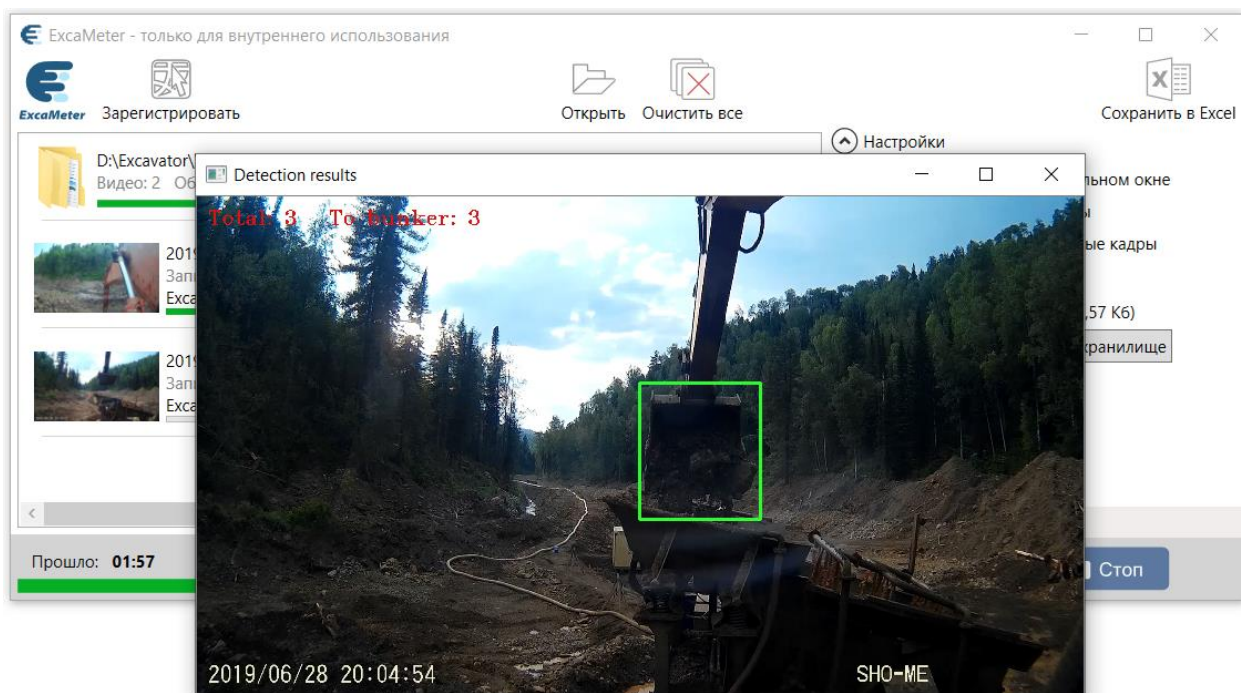 ExcaMeter - только для внутреннего использования
ExcaMeter
Зарегистрировать
Открыть
Очистить все
Сохранить в Excel
Настройки
D:\Excavator\
Видео: 2
Detection results
льном окне
ые кадры
,57 Кб)
хранилище
Total: 3 To bunker: 3
2019
2019
Прошло: 01:57
Стоп
2019/06/28 20:04:54
SHO-ME